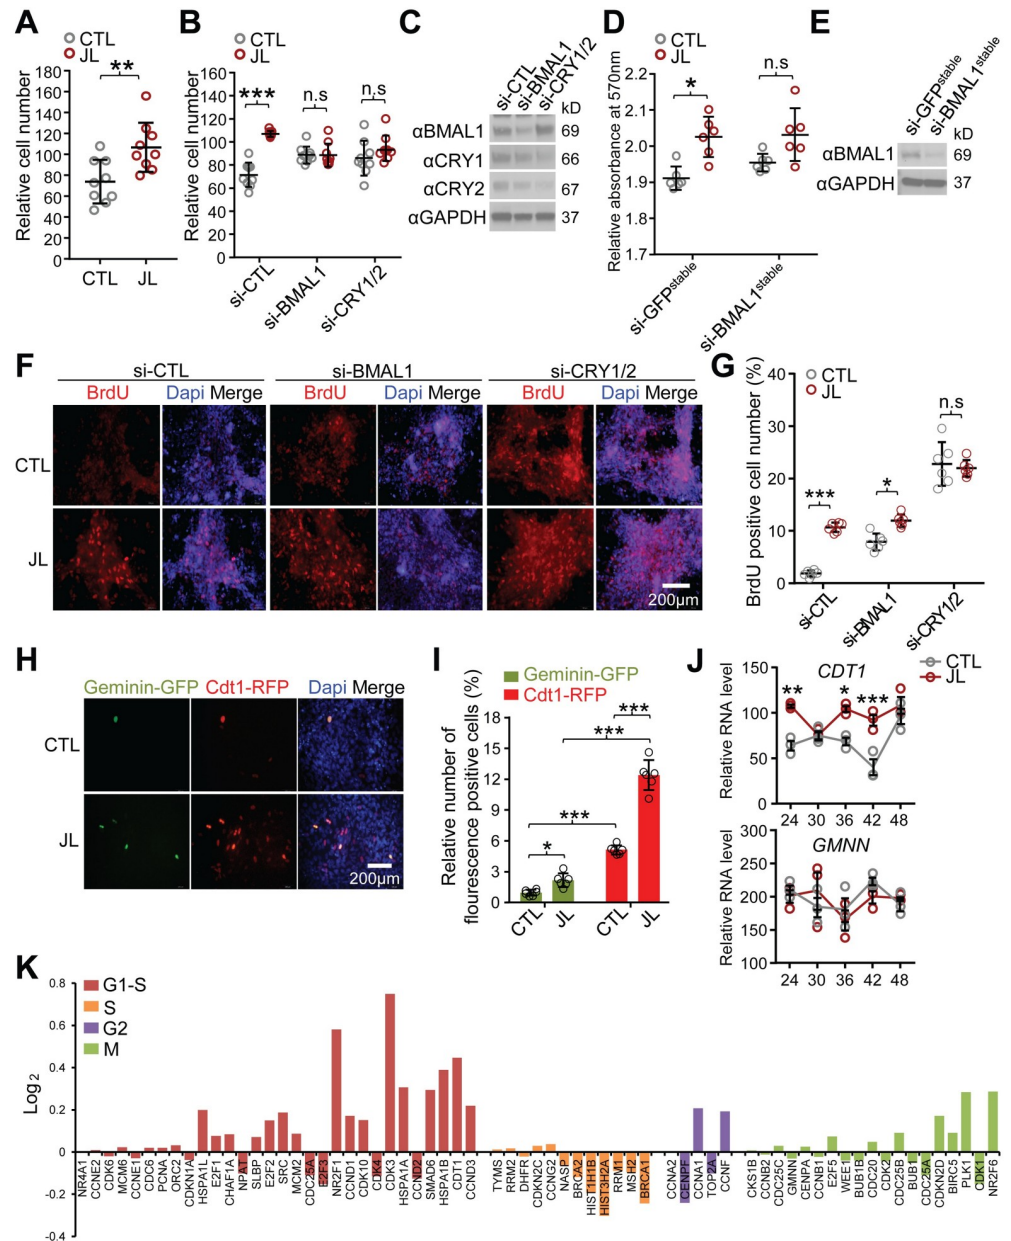 A
CTL
JL
Relative cell number
180
160
140
120
100
80
60
40
20
0
**
CTL JL
B
CTL
JL
Relative cell number
160
140
120
100
80
60
40
20
0
*** n.s n.s
si-CTL
si-BMAL1
si-CRY1/2
C
si-CTL
si-BMAL1
si-CRY1/2
kD
αBMAL1 69
αCRY1 66
αCRY2 67
αGAPDH 37
D
CTL
JL
Relative absorbance at 570nm
2.2
2.1
2.0
1.9
1.8
1.7
* n.s
si-GFPstable
si-BMAL1stable
E
si-GFPstable
si-BMAL1stable
kD
αBMAL1 69
αGAPDH 37
F
si-CTL si-BMAL1 si-CRY1/2
BrdU Dapi Merge BrdU Dapi Merge BrdU Dapi Merge
CTL
JL
200μm
G
BrdU positive cell number (%)
40
30
20
10
0
CTL
JL
*** * n.s
si-CTL
si-BMAL1
si-CRY1/2
H
Geminin-GFP Cdt1-RFP Dapi Merge
CTL
JL
200μm
I
Geminin-GFP
Cdt1-RFP
Relative number of
flourescence positive cells (%)
18
15
12
9
6
3
0
* *** *** ***
CTL JL CTL JL
J
CTL
JL
CDT1
Relative RNA level
150
100
50
0
** * ***
24 30 36 42 48
GMNN
Relative RNA level
300
250
200
150
100
24 30 36 42 48
K
Log2
0.8
0.6
0.4
0.2
0
-0.2
-0.4
G1-S
S
G2
M
NR4A1
CCNE2
CDK6
MCM6
CCNE1
CDC6
PCNA
ORC2
CDKN1A
HSPA1L
E2F1
CHAF1A
NPAT
SLBP
E2F2
SRC
MCM2
CDC25A
E2F3
NR2F1
CCND1
CDK10
CDK4
CDK3
HSPA1A
CCND2
SMAD6
HSPA1B
CDT1
CCND3
TYMS
RRM2
DHFR
CDKN2C
CCNG2
NASP
BRCA2
HIST1H1B
HIST3H2A
RRM1
MSH2
BRCA1
CCNA2
CENPF
CCNA1
TOP2A
CCNF
CKS1B
CCNB2
CDC25C
GMNN
CENPA
CCNB1
E2F5
WEE1
BUB1B
CDC20
CDK2
CDC25B
BUB1
CDC25A
CDKN2D
BIRC5
PLK1
CDK1
NR2F6